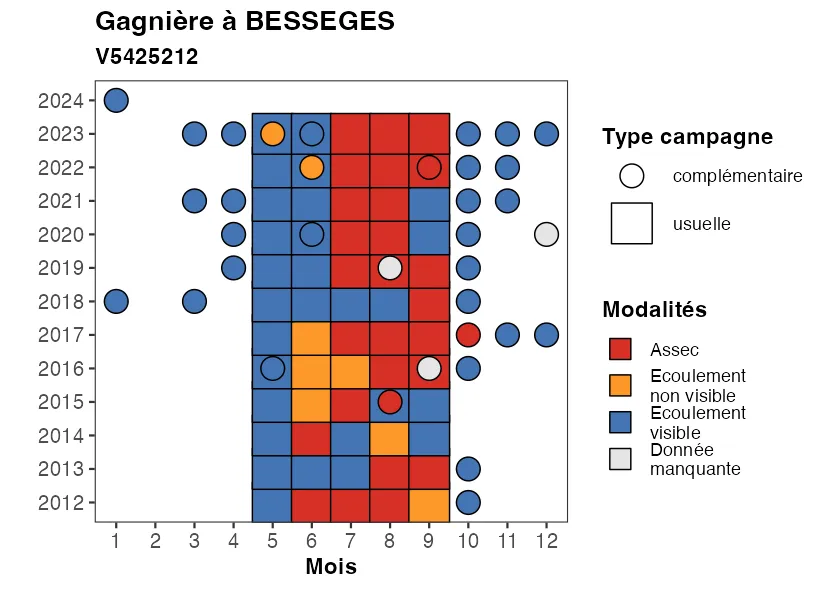 Gagnière à BESSEGES
V5425212
2024
2023
2022
2021
2020
2019
2018
2017
2016
2015
2014
2013
2012
1 2 3 4 5 6 7 8 9 10 11 12
Mois
Type campagne
complémentaire
usuelle
Modalités
Assec
Ecoulement
non visible
Ecoulement
visible
Donnée
manquante